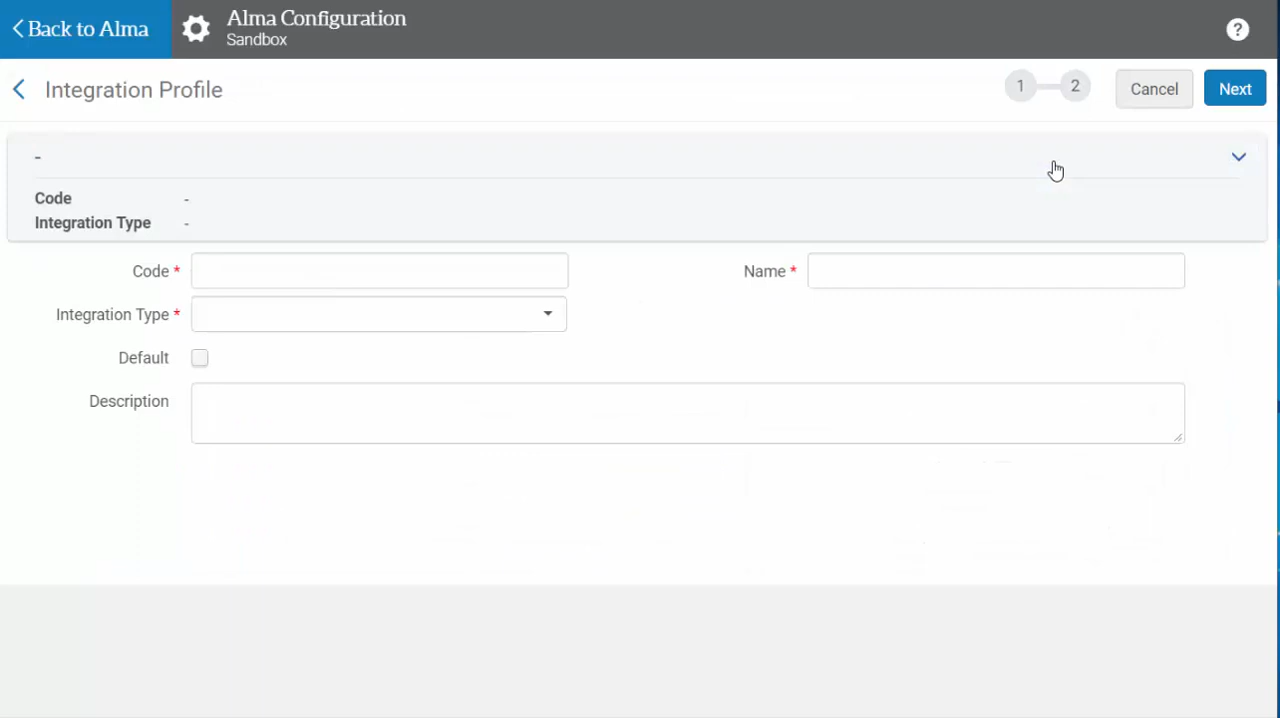 Back to Alma
Alma Configuration
Sandbox
?
Integration Profile
1 2
Cancel
Next
-
Code -
Integration Type -
Code *
Name *
Integration Type *
Default
Description